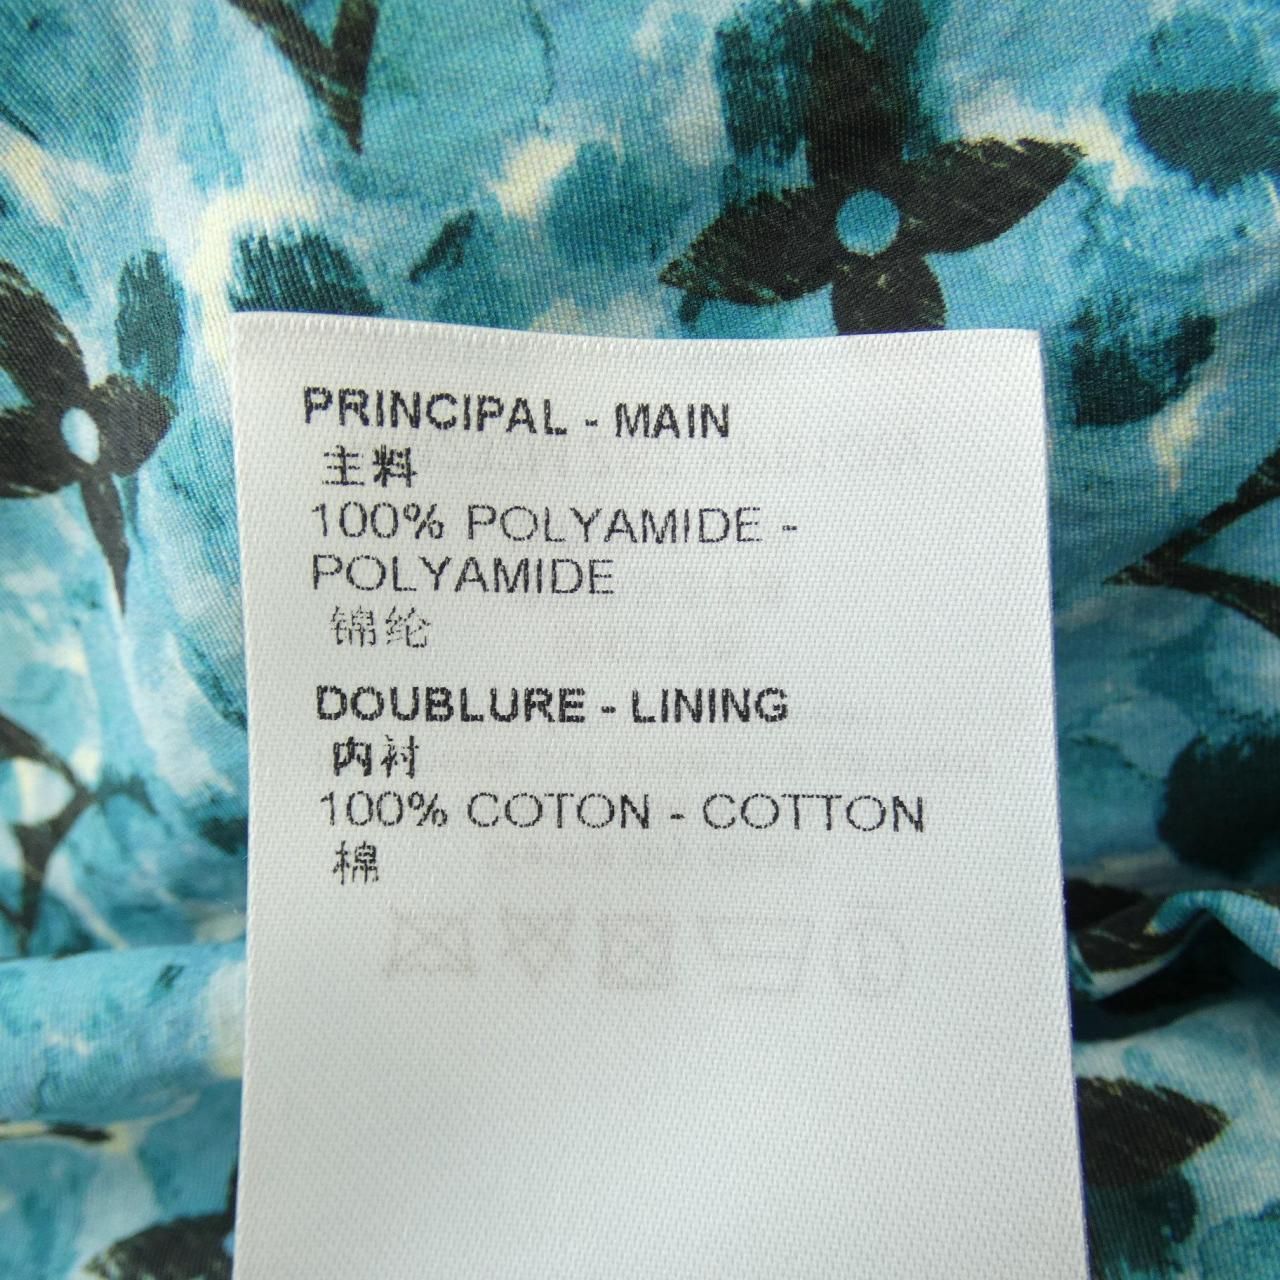 PRINCIPAL - MAIN
主料
100% POLYAMIDE -
POLYAMIDE
锦纶
DOUBLURE - LINING
内衬
100% COTON - COTTON
棉